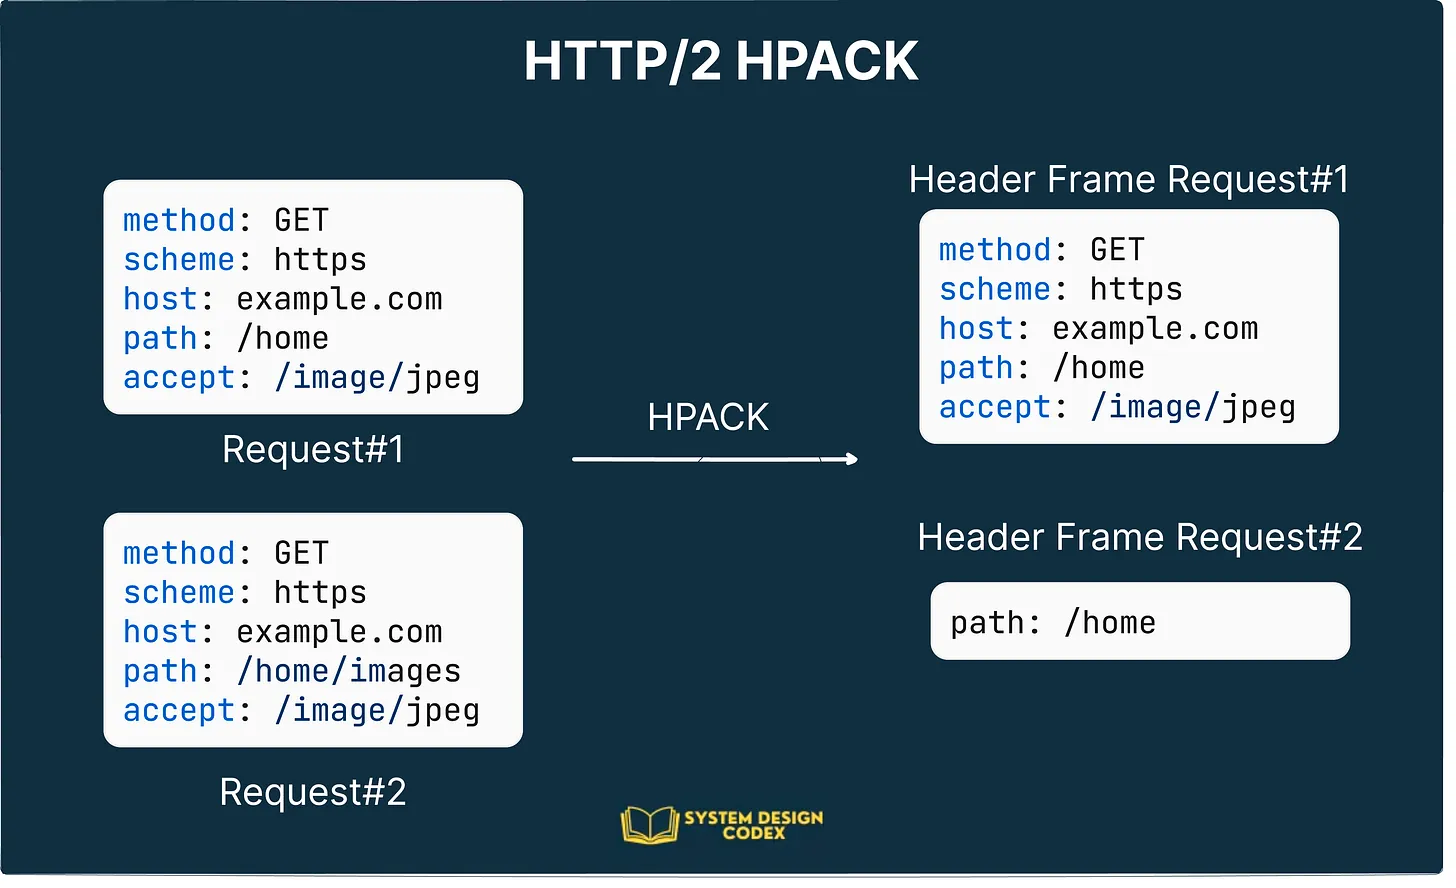 HTTP/2 HPACK
method: GET
scheme: https
host: example.com
path: /home
accept: /image/jpeg
Request#1
method: GET
scheme: https
host: example.com
path: /home/images
accept: /image/jpeg
Request#2
HPACK
Header Frame Request#1
method: GET
scheme: https
host: example.com
path: /home
accept: /image/jpeg
Header Frame Request#2
path: /home
SYSTEM DESIGN
CODEX